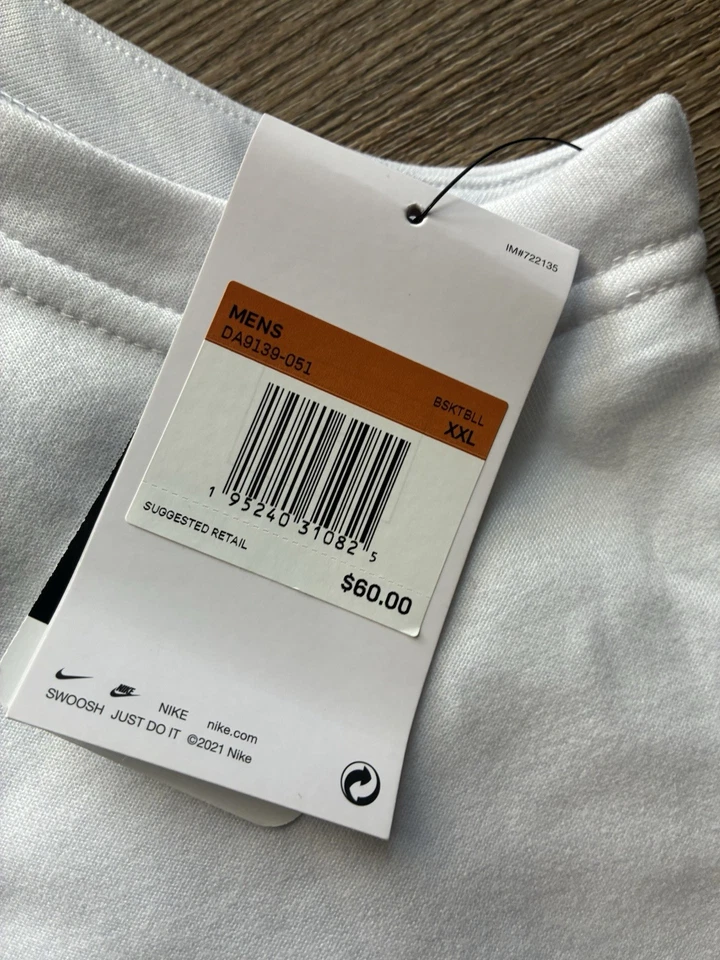 IM#722135
MENS
DA9139-051
BSKTBLL
XXL
1 95240 31082 5
SUGGESTED RETAIL
$60.00
NIKE
NIKE nike.com
SWOOSH JUST DO IT ©2021 Nike